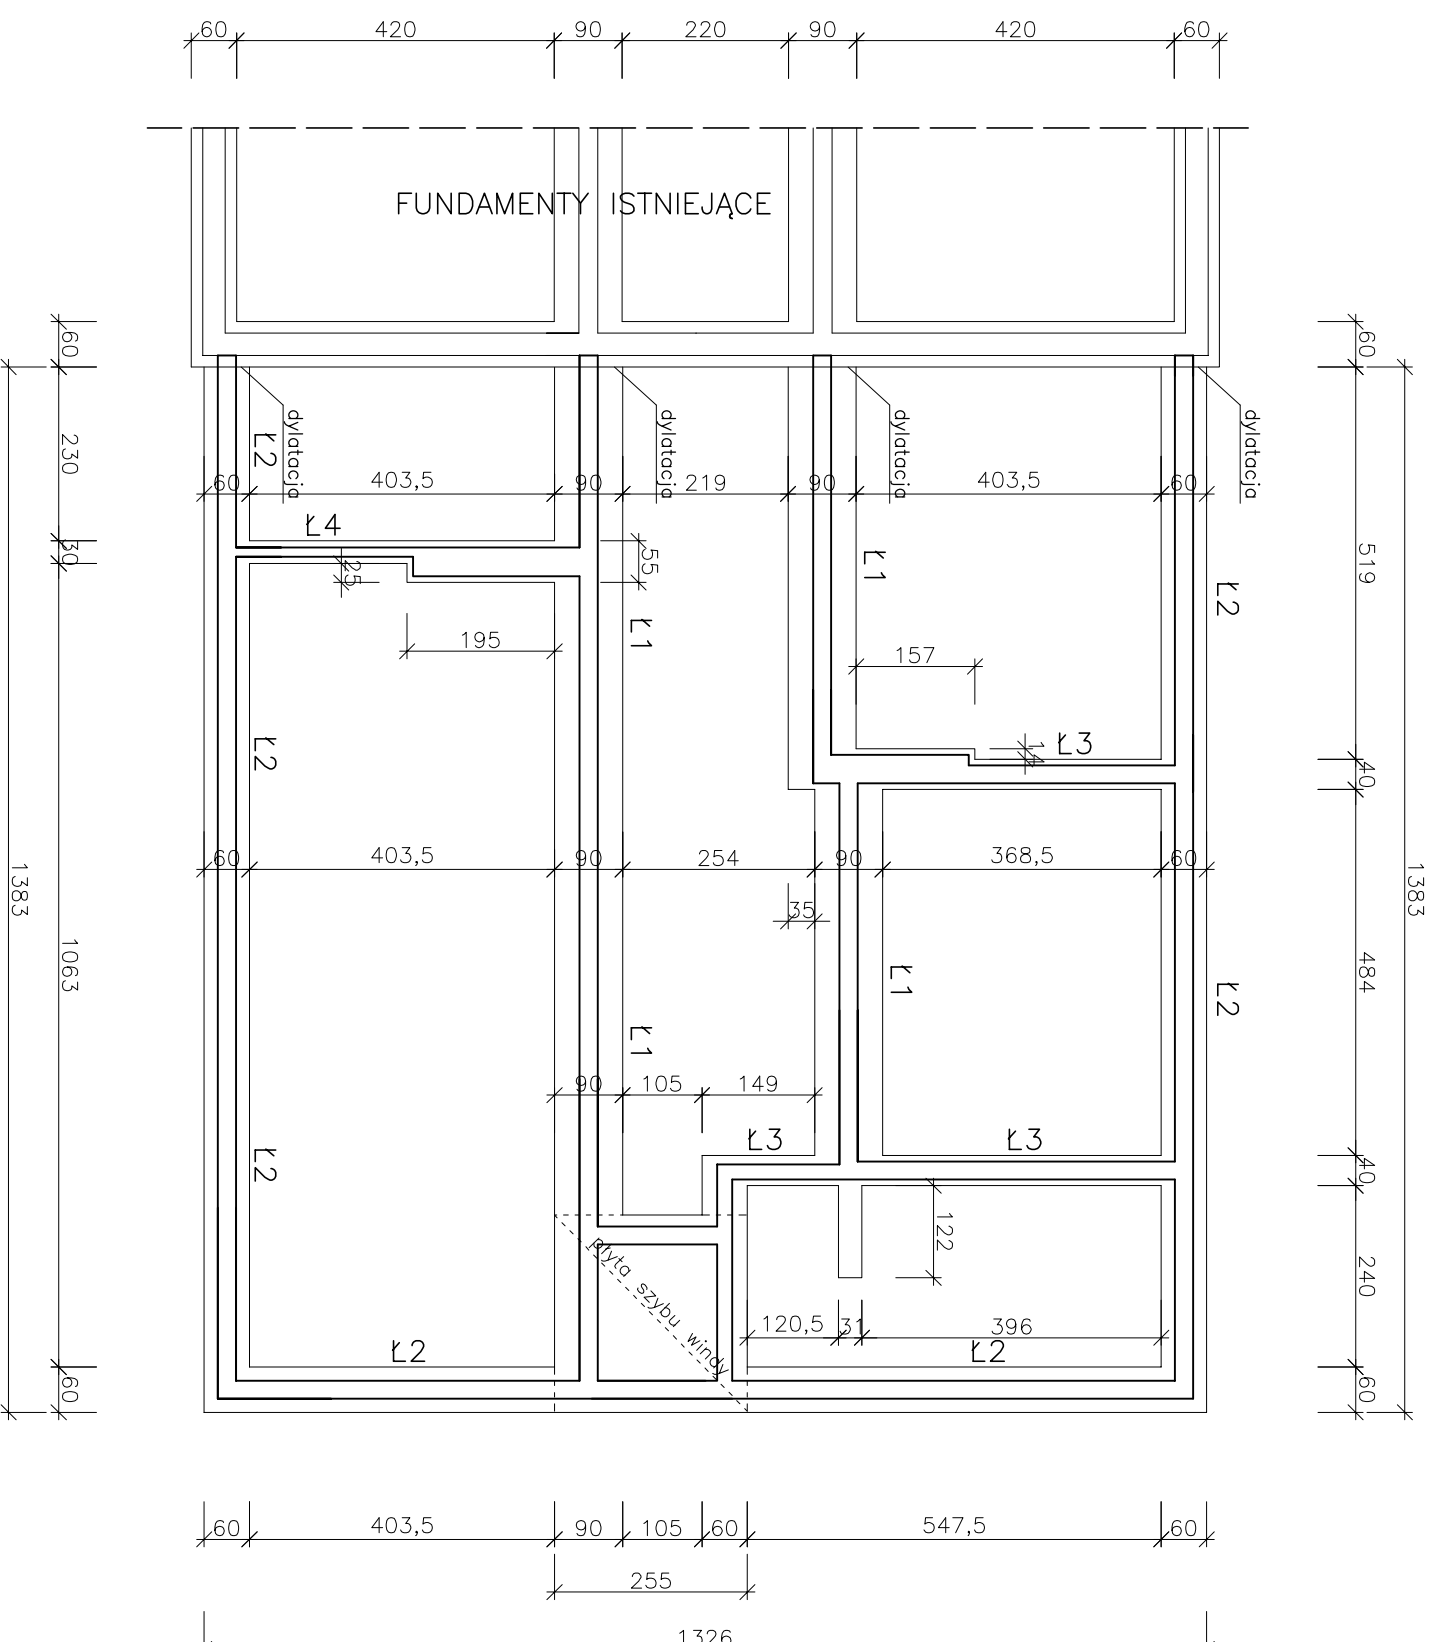 60 420 90 220 90 420 60
FUNDAMENTY ISTNIEJĄCE
60 60
dylatacja dylatacja dylatacja dylatacja
230 Ł2
60 403,5 90 219 90 403,5 60
Ł4
30 25 55 Ł1 519 Ł2
Ł1
195 157
Ł2 14 Ł3 40
60 403,5 90 254 90 368,5 60
1383 1383
35
1063 Ł1 484 Ł2
Ł1
90 105 149
Ł3 Ł3
Ł2 40
122
płyta szybu windy
240
120,5 31 396
Ł2 Ł2
60 60
60 403,5 90 105 60 547,5 60
255
1326